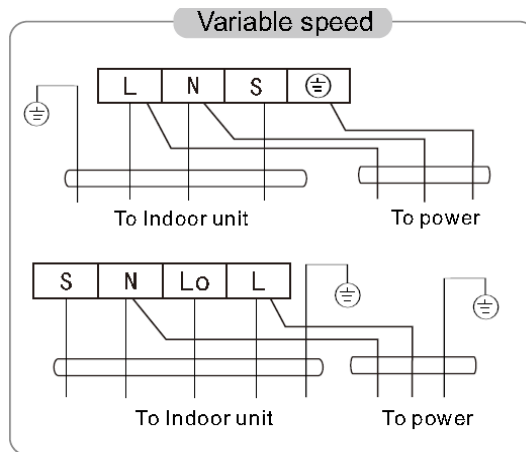 Variable speed
L N S
To Indoor unit To power
S N Lo L
To Indoor unit To power